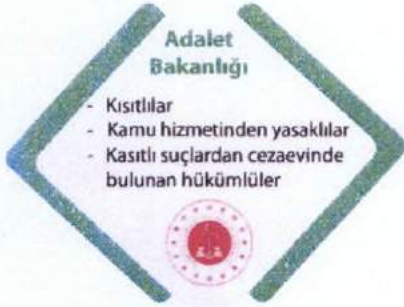 Adalet
Bakanlığı
- Kısıtlılar
- Kamu hizmetinden yasaklılar
- Kasıtlı suçlardan cezaevinde
bulunan hükümlüler